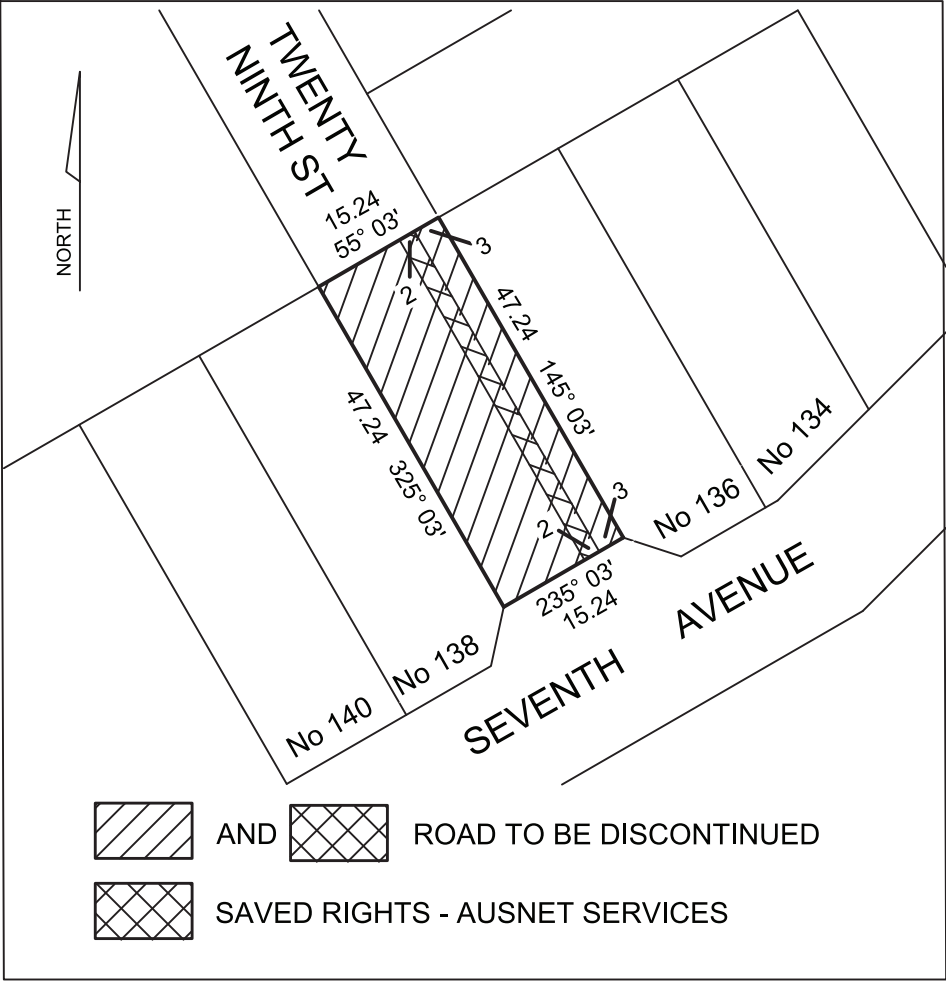 TWENTY
NINTH ST
NORTH
15.24
55° 03'
3
2
47.24
145° 03'
47.24
325° 03'
No 134
No 136
3
2
235° 03'
15.24
SEVENTH AVENUE
No 138
No 140
AND ROAD TO BE DISCONTINUED
SAVED RIGHTS - AUSNET SERVICES